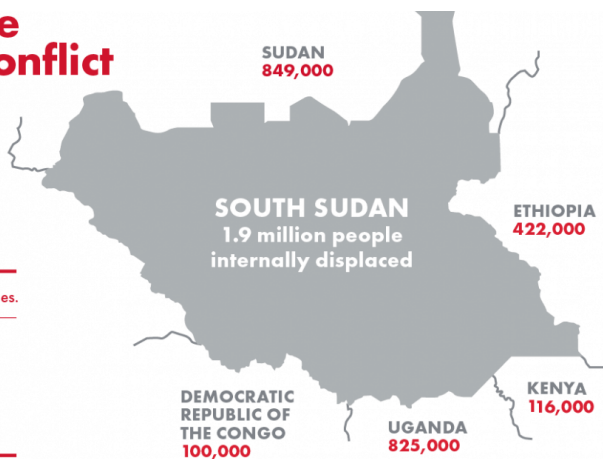 e
onflict
SUDAN
849,000
SOUTH SUDAN
1.9 million people
internally displaced
ETHIOPIA
422,000
es.
KENYA
116,000
DEMOCRATIC
REPUBLIC OF
THE CONGO
100,000
UGANDA
825,000